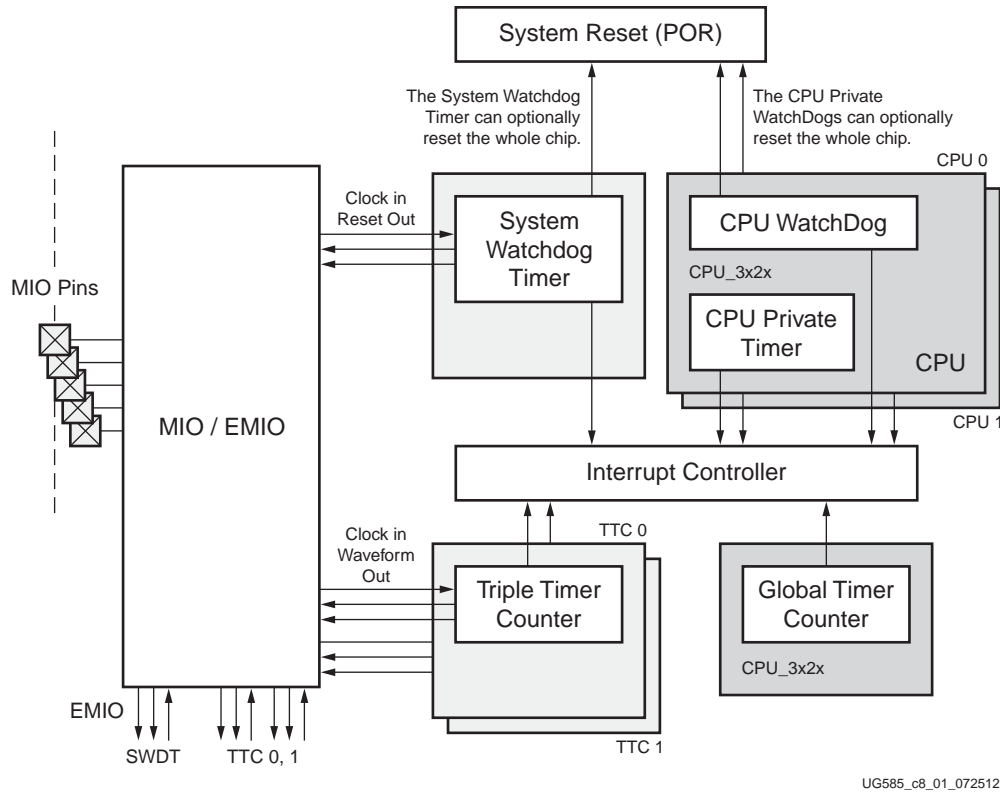 System Reset (POR)
The System Watchdog
Timer can optionally
reset the whole chip.
The CPU Private
WatchDogs can optionally
reset the whole chip.
CPU 0
Clock in
Reset Out
System
Watchdog
Timer
CPU WatchDog
CPU_3x2x
CPU Private
Timer
CPU
CPU 1
MIO Pins
MIO / EMIO
Interrupt Controller
Clock in
Waveform
Out
TTC 0
Triple Timer
Counter
TTC 1
Global Timer
Counter
CPU_3x2x
EMIO
SWDT
TTC 0, 1
UG585_c8_01_072512